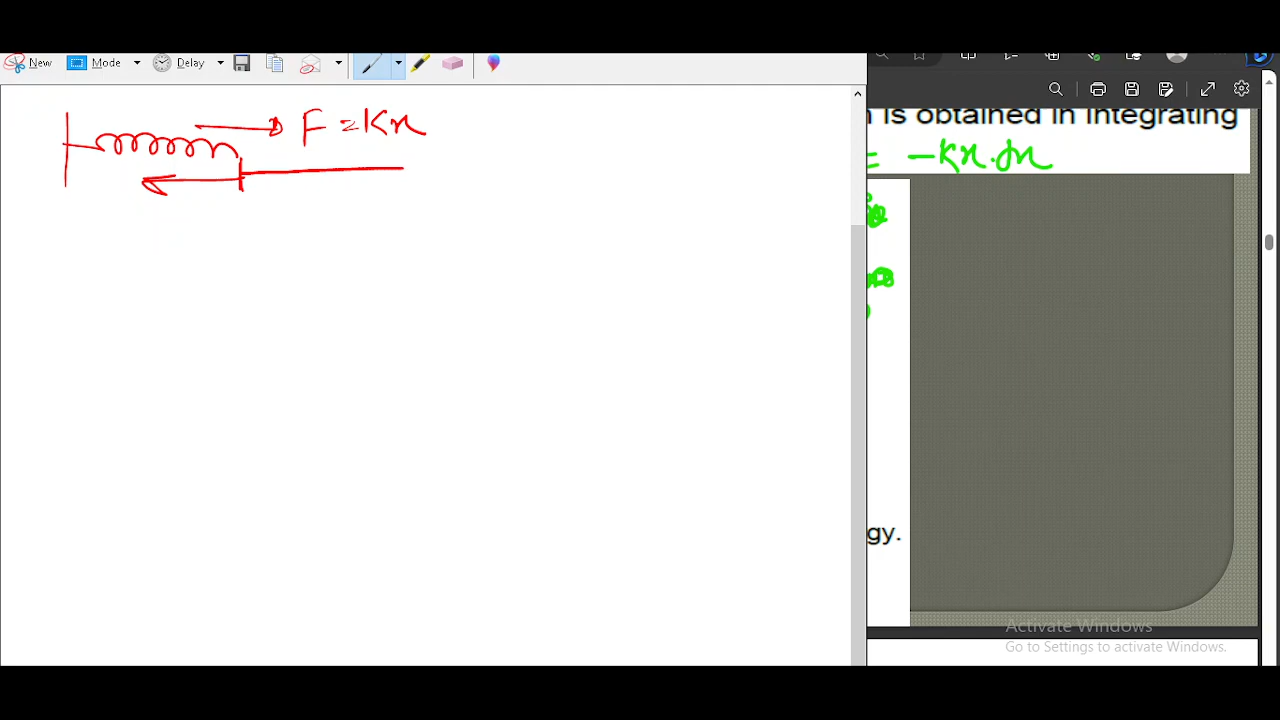 New Mode Delay
F = Kx
is obtained in integrating
= -Kx.dx
gy.
Activate Windows
Go to Settings to activate Windows.